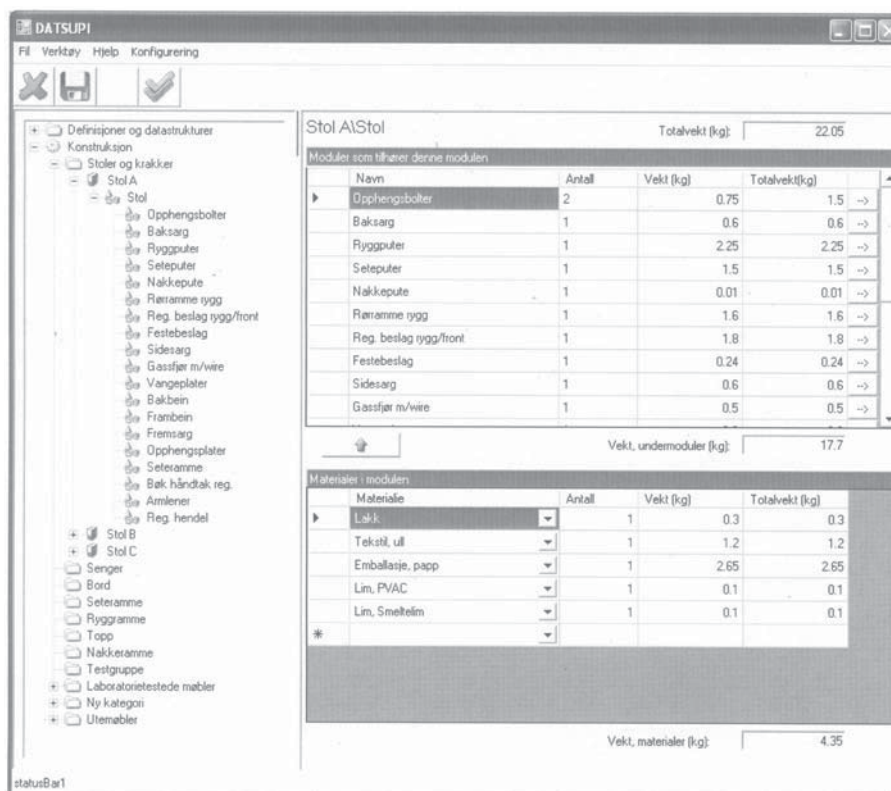 DATSUPI
Fil Verktøy Hjelp Konfigurering
Definisjoner og datastrukturer
Konstruksjon
Stoler og krakker
Stol A
Stol
Opphengsbolter
Baksarg
Ryggputer
Seteputer
Nakkepute
Rørramme rygg
Reg. beslag rygg/front
Festebeslag
Sidesarg
Gassfjør m/wire
Vangeplater
Bakbein
Frambein
Fremsarg
Opphengsplater
Seteramme
Bøk håndtak reg.
Armlener
Reg. hendel
Stol B
Stol C
Senger
Bord
Seteramme
Ryggramme
Topp
Nakkeramme
Testgruppe
Laboratorietestede møbler
Ny kategori
Utemøbler
statusBar1
Stol A\Stol Totalvekt (kg): 22.05
Moduler som tilhører denne modulen
Navn Antall Vekt (kg) Totalvekt(kg)
Opphengsbolter 2 0.75 1.5 -->
Baksarg 1 0.6 0.6 -->
Ryggputer 1 2.25 2.25 -->
Seteputer 1 1.5 1.5 -->
Nakkepute 1 0.01 0.01 -->
Rørramme rygg 1 1.6 1.6 -->
Reg. beslag rygg/front 1 1.8 1.8 -->
Festebeslag 1 0.24 0.24 -->
Sidesarg 1 0.6 0.6 -->
Gassfjør m/wire 1 0.5 0.5 -->
Vekt, undermoduler (kg): 17.7
Materialer i modulen
Materialie Antall Vekt (kg) Totalvekt (kg)
Lakk 1 0.3 0.3
Tekstil, ull 1 1.2 1.2
Emballasje, papp 1 2.65 2.65
Lim, PVAC 1 0.1 0.1
Lim, Smeltelim 1 0.1 0.1
*
Vekt, materialer (kg): 4.35